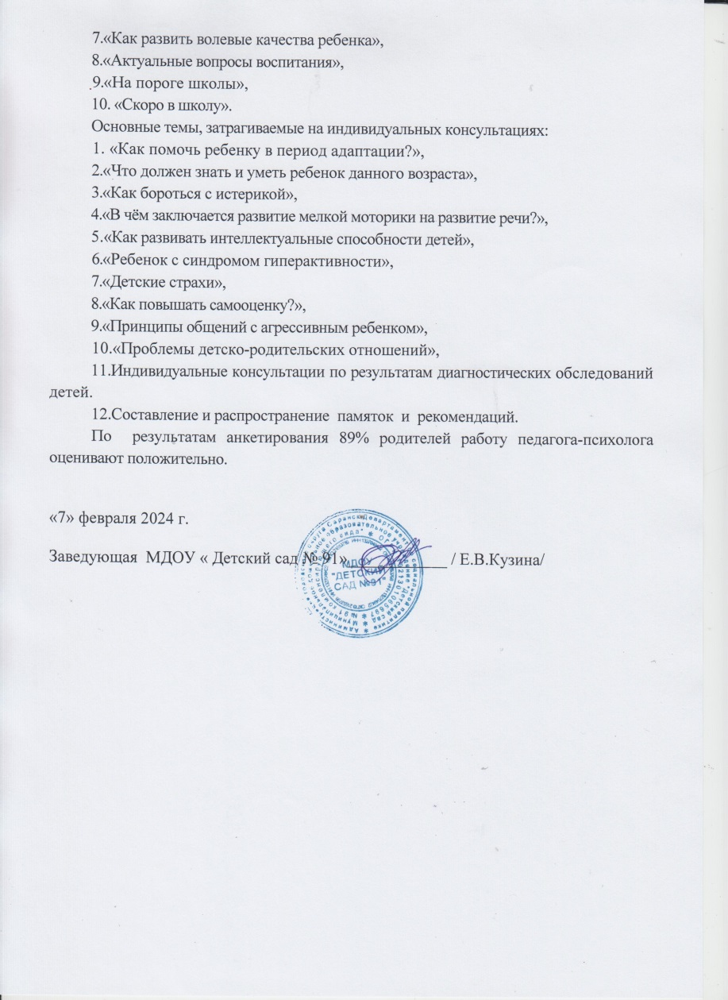 7.«Как развить волевые качества ребенка»,
8.«Актуальные вопросы воспитания»,
9.«На пороге школы»,
10. «Скоро в школу».
Основные темы, затрагиваемые на индивидуальных консультациях:
1. «Как помочь ребенку в период адаптации?»,
2.«Что должен знать и уметь ребенок данного возраста»,
3.«Как бороться с истерикой»,
4.«В чём заключается развитие мелкой моторики на развитие речи?»,
5.«Как развивать интеллектуальные способности детей»,
6.«Ребенок с синдромом гиперактивности»,
7.«Детские страхи»,
8.«Как повышать самооценку?»,
9.«Принципы общений с агрессивным ребенком»,
10.«Проблемы детско-родительских отношений»,
11.Индивидуальные консультации по результатам диагностических обследований
детей.
12.Составление и распространение памяток и рекомендаций.
По результатам анкетирования 89% родителей работу педагога-психолога
оценивают положительно.
«7» февраля 2024 г.
Заведующая МДОУ « Детский сад № 91» __________ / Е.В.Кузина/
МДОУ
"ДЕТСКИЙ
САД №91"